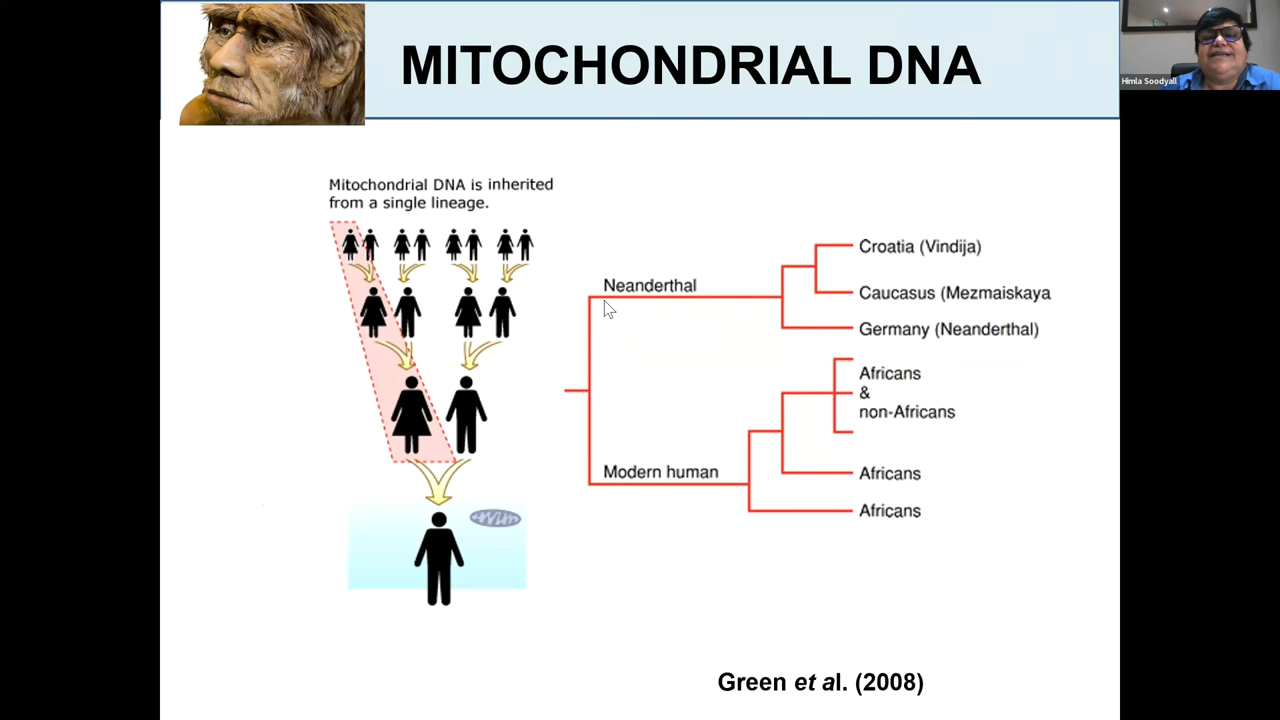 MITOCHONDRIAL DNA
Himla Soodyall
Mitochondrial DNA is inherited
from a single lineage.
Neanderthal
Croatia (Vindija)
Caucasus (Mezmaiskaya
Germany (Neanderthal)
Africans
&
non-Africans
Modern human
Africans
Africans
Green et al. (2008)